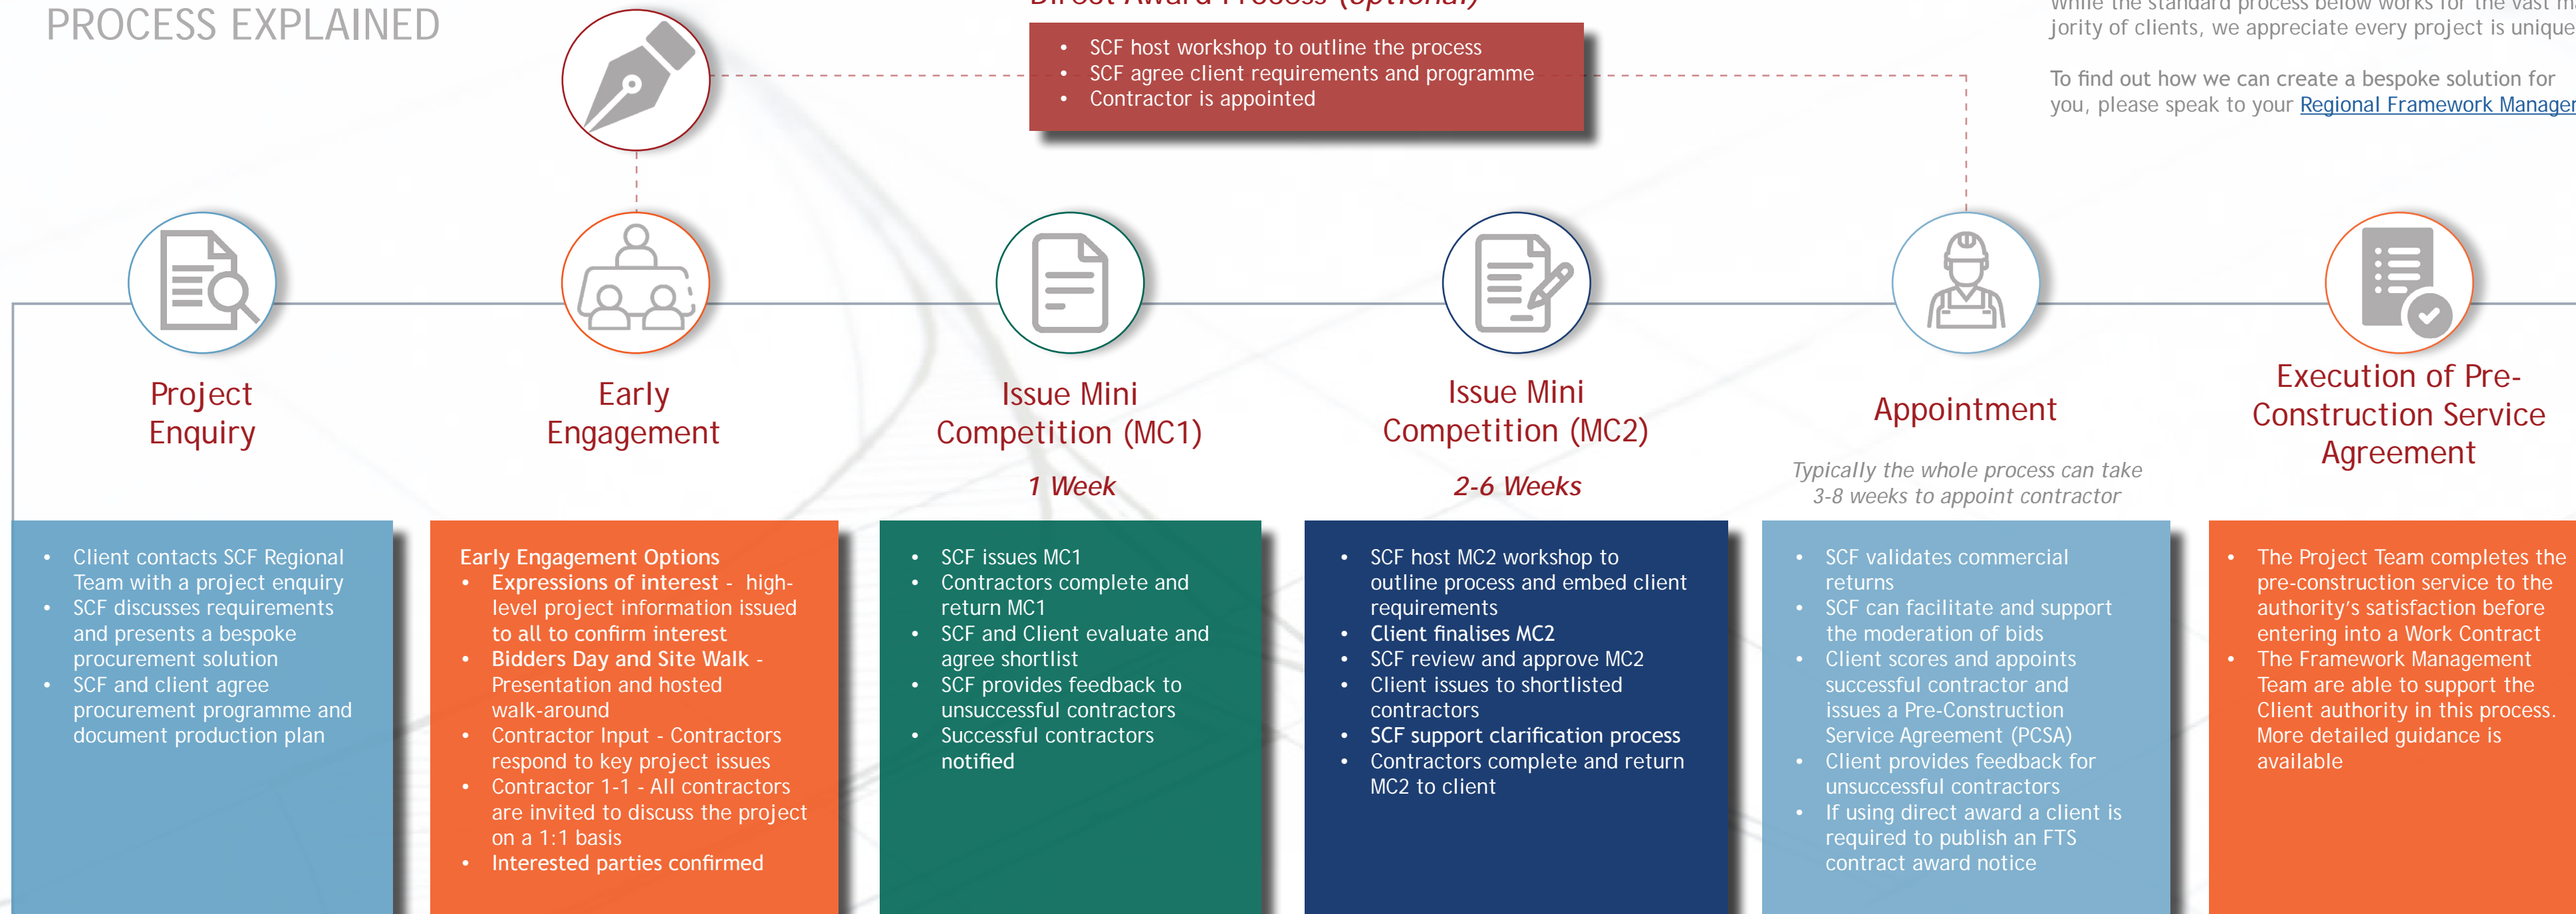 PROCESS EXPLAINED
Direct Award Process (optional)
• SCF host workshop to outline the process
• SCF agree client requirements and programme
• Contractor is appointed
While the standard process below works for the vast ma
jority of clients, we appreciate every project is unique
To find out how we can create a bespoke solution for
you, please speak to your Regional Framework Manager
Project
Enquiry
• Client contacts SCF Regional
Team with a project enquiry
• SCF discusses requirements
and presents a bespoke
procurement solution
• SCF and client agree
procurement programme and
document production plan
Early
Engagement
Early Engagement Options
• Expressions of interest - high-
level project information issued
to all to confirm interest
• Bidders Day and Site Walk -
Presentation and hosted
walk-around
• Contractor Input - Contractors
respond to key project issues
• Contractor 1-1 - All contractors
are invited to discuss the project
on a 1:1 basis
• Interested parties confirmed
Issue Mini
Competition (MC1)
1 Week
• SCF issues MC1
• Contractors complete and
return MC1
• SCF and Client evaluate and
agree shortlist
• SCF provides feedback to
unsuccessful contractors
• Successful contractors
notified
Issue Mini
Competition (MC2)
2-6 Weeks
• SCF host MC2 workshop to
outline process and embed client
requirements
• Client finalises MC2
• SCF review and approve MC2
• Client issues to shortlisted
contractors
• SCF support clarification process
• Contractors complete and return
MC2 to client
Appointment
Typically the whole process can take
3-8 weeks to appoint contractor
• SCF validates commercial
returns
• SCF can facilitate and support
the moderation of bids
• Client scores and appoints
successful contractor and
issues a Pre-Construction
Service Agreement (PCSA)
• Client provides feedback for
unsuccessful contractors
• If using direct award a client is
required to publish an FTS
contract award notice
Execution of Pre-
Construction Service
Agreement
• The Project Team completes the
pre-construction service to the
authority's satisfaction before
entering into a Work Contract
• The Framework Management
Team are able to support the
Client authority in this process.
More detailed guidance is
available